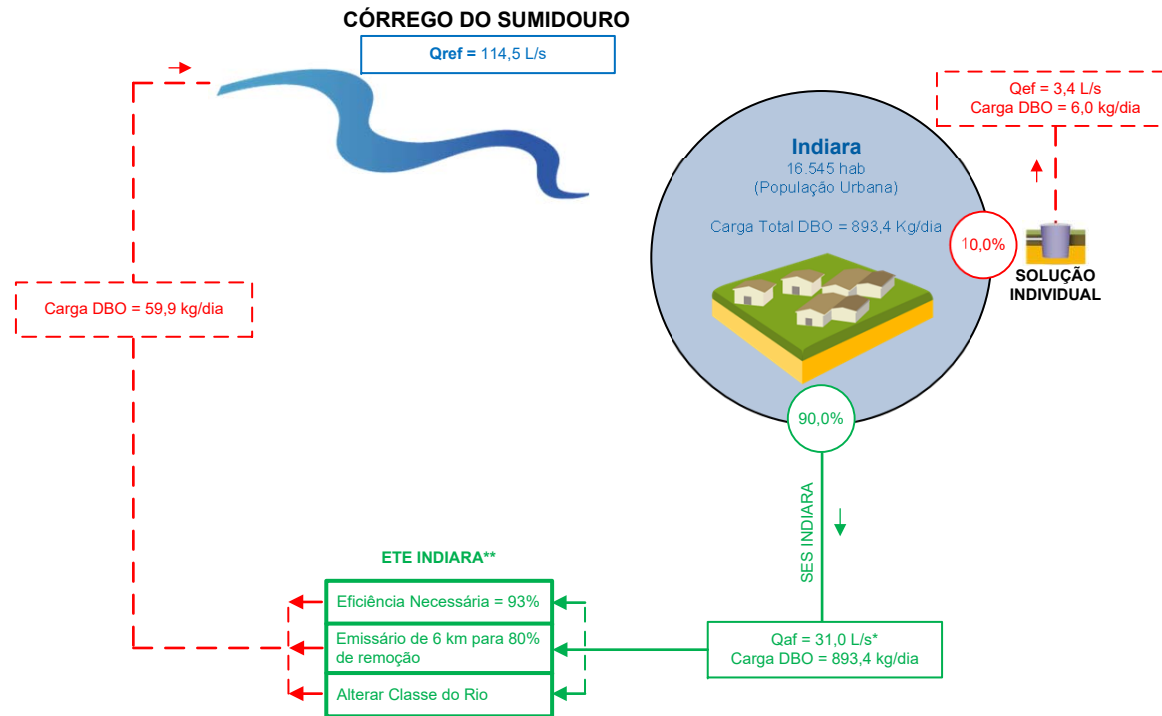 CÓRREGO DO SUMIDOURO
Qref = 114,5 L/s
Qef = 3,4 L/s
Carga DBO = 6,0 kg/dia
Indiara
16.545 hab
(População Urbana)
Carga Total DBO = 893,4 Kg/dia
10,0%
SOLUÇÃO
INDIVIDUAL
Carga DBO = 59,9 kg/dia
90,0%
SES INDIARA
ETE INDIARA**
Eficiência Necessária = 93%
Emissário de 6 km para 80%
de remoção
Alterar Classe do Rio
Qaf = 31,0 L/s*
Carga DBO = 893,4 kg/dia